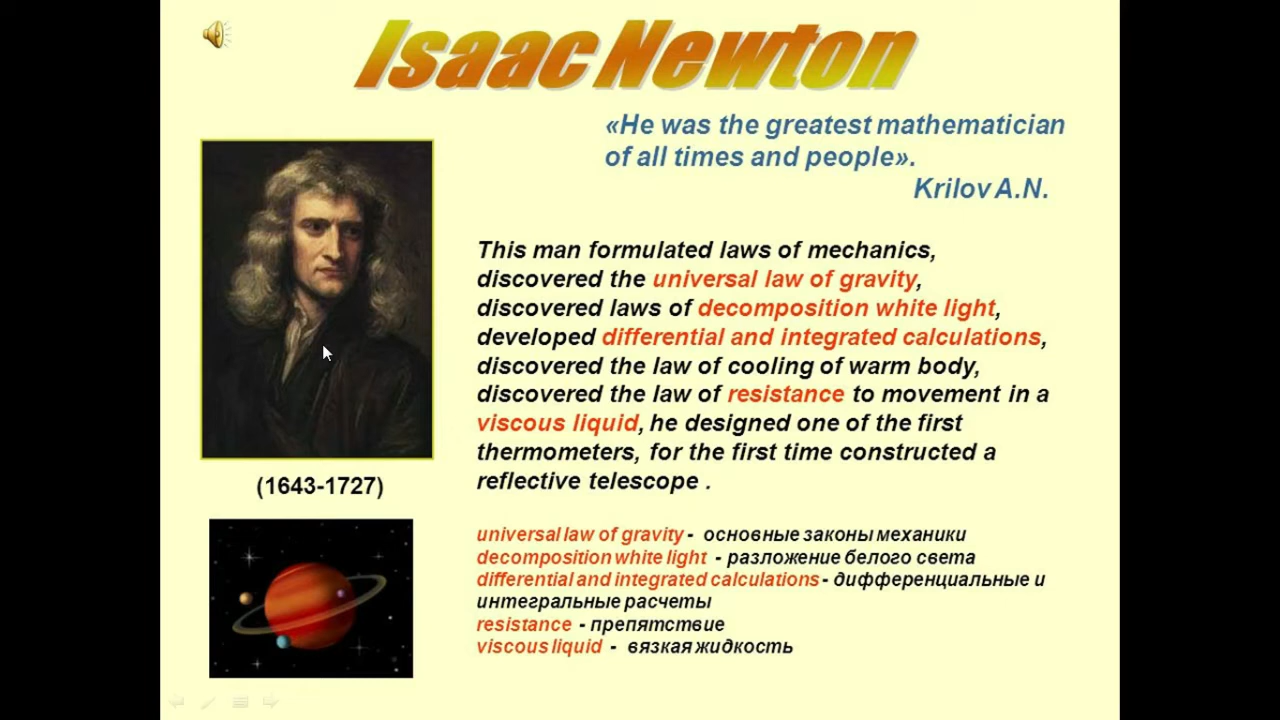 Isaac Newton
«He was the greatest mathematician
of all times and people».
Krilov A.N.
This man formulated laws of mechanics,
discovered the universal law of gravity,
discovered laws of decomposition white light,
developed differential and integrated calculations,
discovered the law of cooling of warm body,
discovered the law of resistance to movement in a
viscous liquid, he designed one of the first
thermometers, for the first time constructed a
reflective telescope .
(1643-1727)
universal law of gravity - основные законы механики
decomposition white light - разложение белого света
differential and integrated calculations - дифференциальные и
интегральные расчеты
resistance - препятствие
viscous liquid - вязкая жидкость